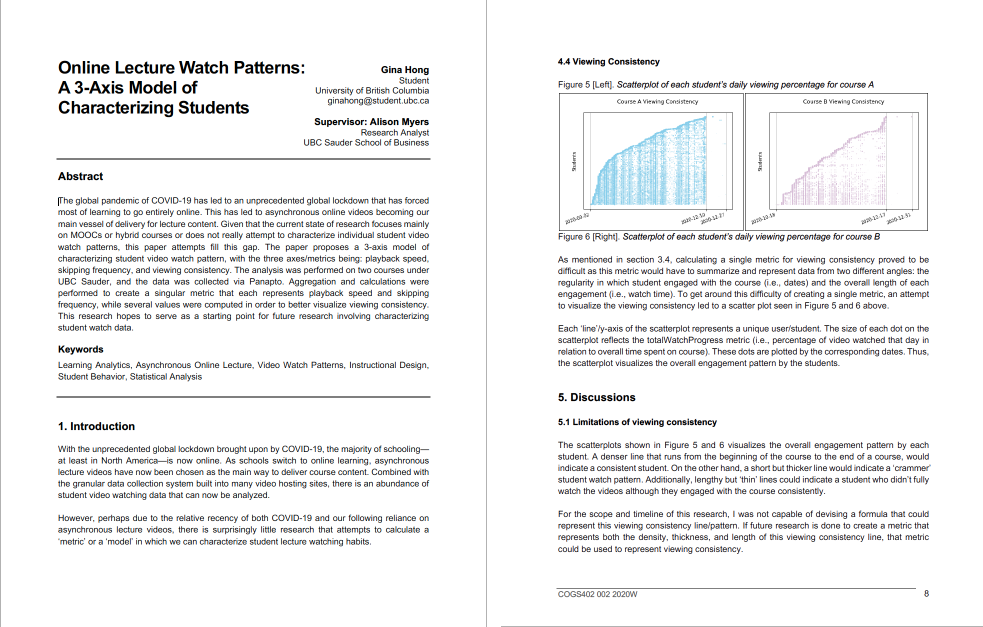 Online Lecture Watch Patterns:
A 3-Axis Model of
Characterizing Students
Gina Hong
Student
University of British Columbia
ginahong@student.ubc.ca
Supervisor: Alison Myers
Research Analyst
UBC Sauder School of Business
Abstract
The global pandemic of COVID-19 has led to an unprecedented global lockdown that has forced
most of learning to go entirely online. This has led to asynchronous online videos becoming our
main vessel of delivery for lecture content. Given that the current state of research focuses mainly
on MOOCs or hybrid courses or does not really attempt to characterize individual student video
watch patterns, this paper attempts fill this gap. The paper proposes a 3-axis model of
characterizing student video watch pattern, with the three axes/metrics being: playback speed,
skipping frequency, and viewing consistency. The analysis was performed on two courses under
UBC Sauder, and the data was collected via Panopto. Aggregation and calculations were
performed to create a singular metric that each represents playback speed and skipping
frequency, while several values were computed in order to better visualize viewing consistency.
This research hopes to serve as a starting point for future research involving characterizing
student watch data.
Keywords
Learning Analytics, Asynchronous Online Lecture, Video Watch Patterns, Instructional Design,
Student Behavior, Statistical Analysis
1. Introduction
With the unprecedented global lockdown brought upon by COVID-19, the majority of schooling—
at least in North America—is now online. As schools switch to online learning, asynchronous
lecture videos have now been chosen as the main way to deliver course content. Combined with
the granular data collection system built into many video hosting sites, there is an abundance of
student video watching data that can now be analyzed.
However, perhaps due to the relative recency of both COVID-19 and our following reliance on
asynchronous lecture videos, there is surprisingly little research that attempts to calculate a
‘metric’ or a ‘model’ in which we can characterize student lecture watching habits.
4.4 Viewing Consistency
Figure 5 [Left]. Scatterplot of each student's daily viewing percentage for course A
Course A Viewing Consistency
Students
2020-12-10
2020-12-21
Course B Viewing Consistency
Students
2020-12-17
2020-12-31
Figure 6 [Right]. Scatterplot of each student's daily viewing percentage for course B
As mentioned in section 3.4, calculating a single metric for viewing consistency proved to be
difficult as this metric would have to summarize and represent data from two different angles: the
regularity in which student engaged with the course (i.e., dates) and the overall length of each
engagement (i.e., watch time). To get around this difficulty of creating a single metric, an attempt
to visualize the viewing consistency led to a scatter plot seen in Figure 5 and 6 above.
Each ‘line’/y-axis of the scatterplot represents a unique user/student. The size of each dot on the
scatterplot reflects the totalWatchProgress metric (i.e., percentage of video watched that day in
relation to overall time spent on course). These dots are plotted by the corresponding dates. Thus,
the scatterplot visualizes the overall engagement pattern by the students.
5. Discussions
5.1 Limitations of viewing consistency
The scatterplots shown in Figure 5 and 6 visualizes the overall engagement pattern by each
student. A denser line that runs from the beginning of the course to the end of a course, would
indicate a consistent student. On the other hand, a short but thicker line would indicate a ‘crammer’
student watch pattern. Additionally, lengthy but ‘thin’ lines could indicate a student who didn't fully
watch the videos although they engaged with the course consistently.
For the scope and timeline of this research, I was not capable of devising a formula that could
represent this viewing consistency line/pattern. If future research is done to create a metric that
represents both the density, thickness, and length of this viewing consistency line, that metric
could be used to represent viewing consistency.
COGS402 002 2020W
8